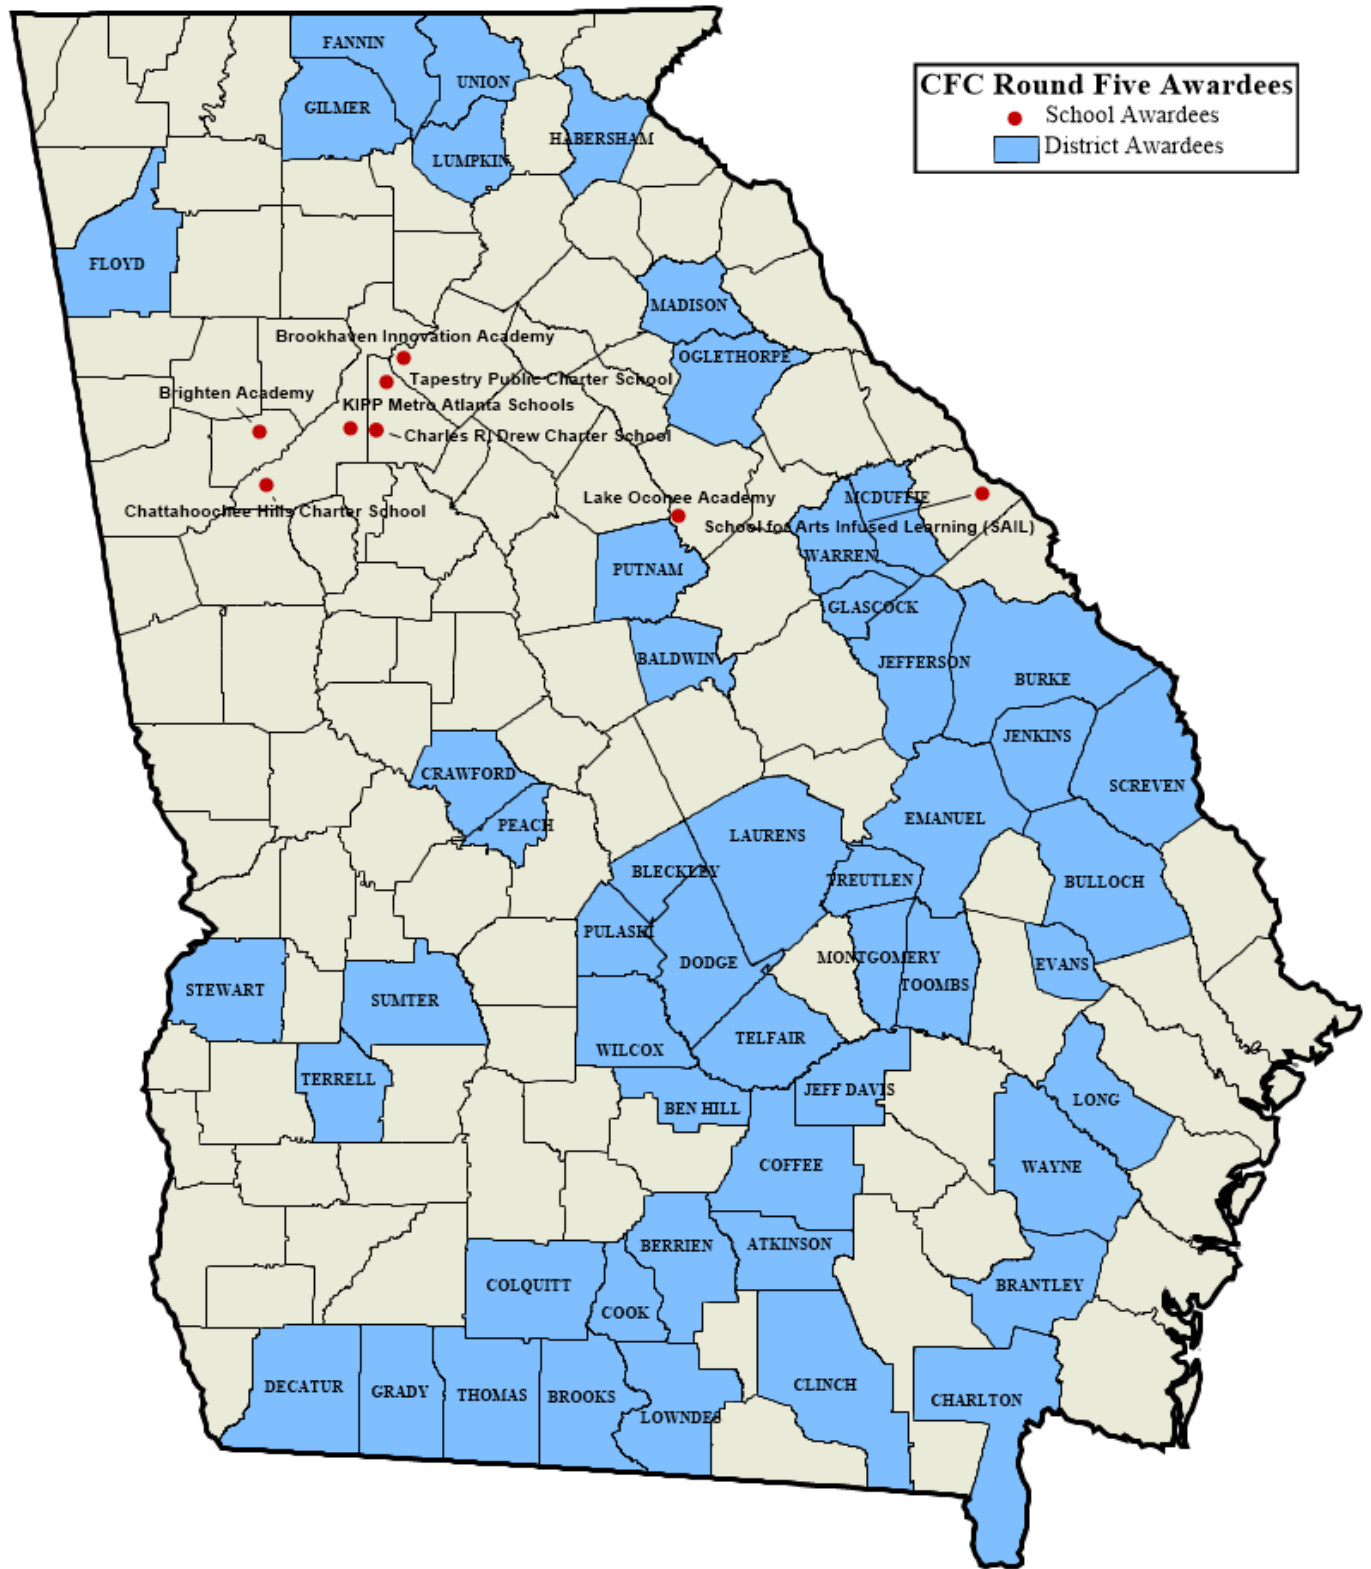 FANNIN
UNION
GILMER
CFC Round Five Awardees
School Awardees
District Awardees
HABERSHAM
LUMPKIN
FLOYD
MADISON
Brookhaven Innovation Academy
OGLETHORPE
Tapestry Public Charter School
Brighten Academy
KIPP Metro Atlanta Schools
Charles R. Drew Charter School
Lake Oconee Academy
MCDUFFIE
Chattahoochee Hills Charter School
School for Arts Infused Learning (SAIL)
WARREN
PUTNAM
GLASCOCK
BALDWIN
JEFFERSON
BURKE
JENKINS
CRAWFORD
SCREVEN
PEACH
LAURENS
EMANUEL
BLECKLEY
TREUTLEN
BULLOCH
PULASKI
MONTGOMERY
DODGE
EVANS
STEWART
SUMTER
TOOMBS
TELFAIR
WILCOX
TERRELL
JEFF DAVIS
LONG
BEN HILL
COFFEE
WAYNE
BERRIEN
ATKINSON
COLQUITT
BRANTLEY
COOK
DECATUR
GRADY
THOMAS
BROOKS
CLINCH
CHARLTON
LOWNDES